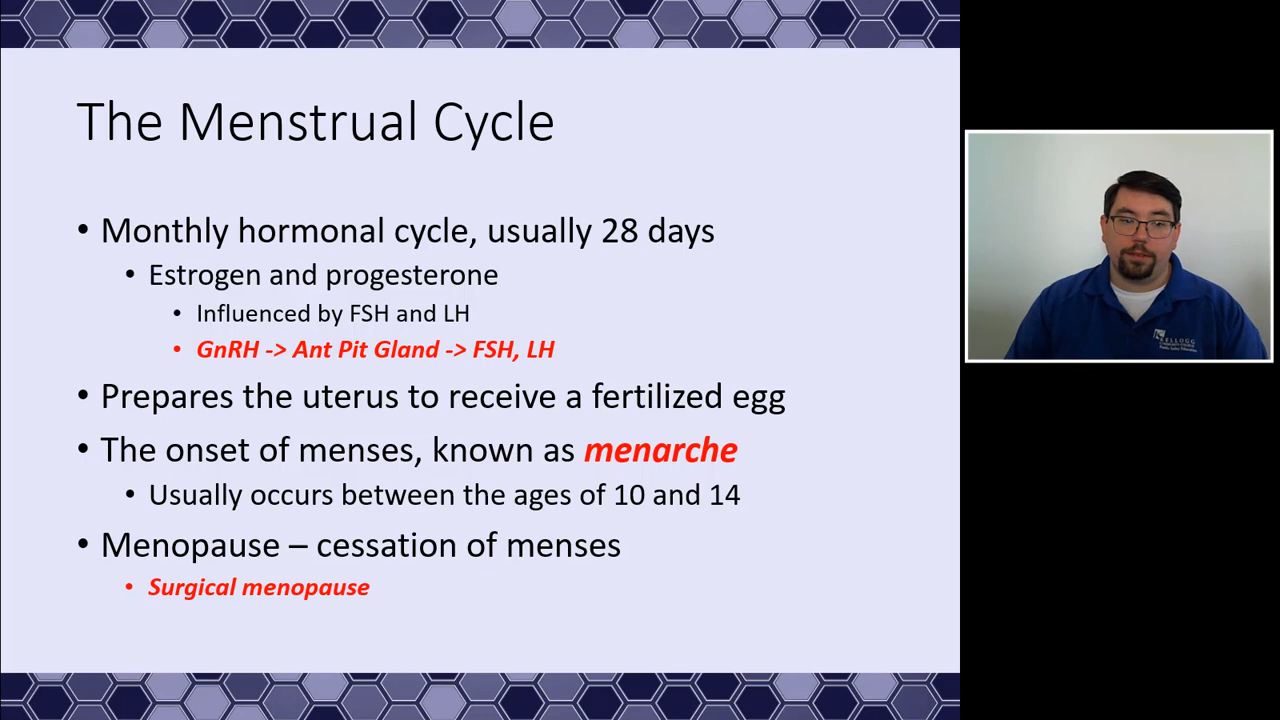 The Menstrual Cycle
• Monthly hormonal cycle, usually 28 days
• Estrogen and progesterone
• Influenced by FSH and LH
• GnRH -> Ant Pit Gland -> FSH, LH
• Prepares the uterus to receive a fertilized egg
• The onset of menses, known as menarche
• Usually occurs between the ages of 10 and 14
• Menopause – cessation of menses
• Surgical menopause
KELLOGG